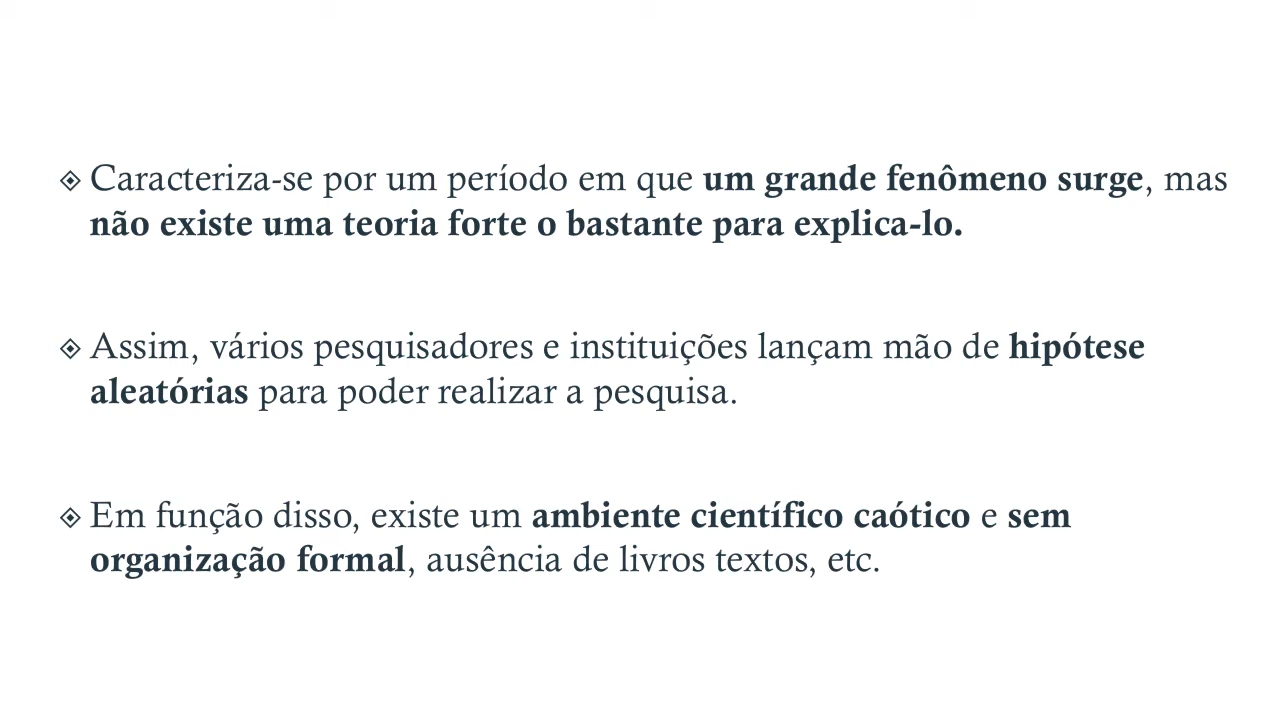 Caracteriza-se por um período em que um grande fenômeno surge, mas
não existe uma teoria forte o bastante para explica-lo.
Assim, vários pesquisadores e instituições lançam mão de hipótese
aleatórias para poder realizar a pesquisa.
Em função disso, existe um ambiente científico caótico e sem
organização formal, ausência de livros textos, etc.